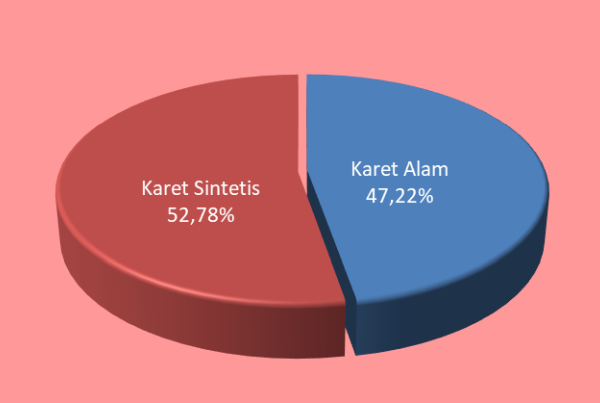 Karet Sintetis
52,78%
Karet Alam
47,22%